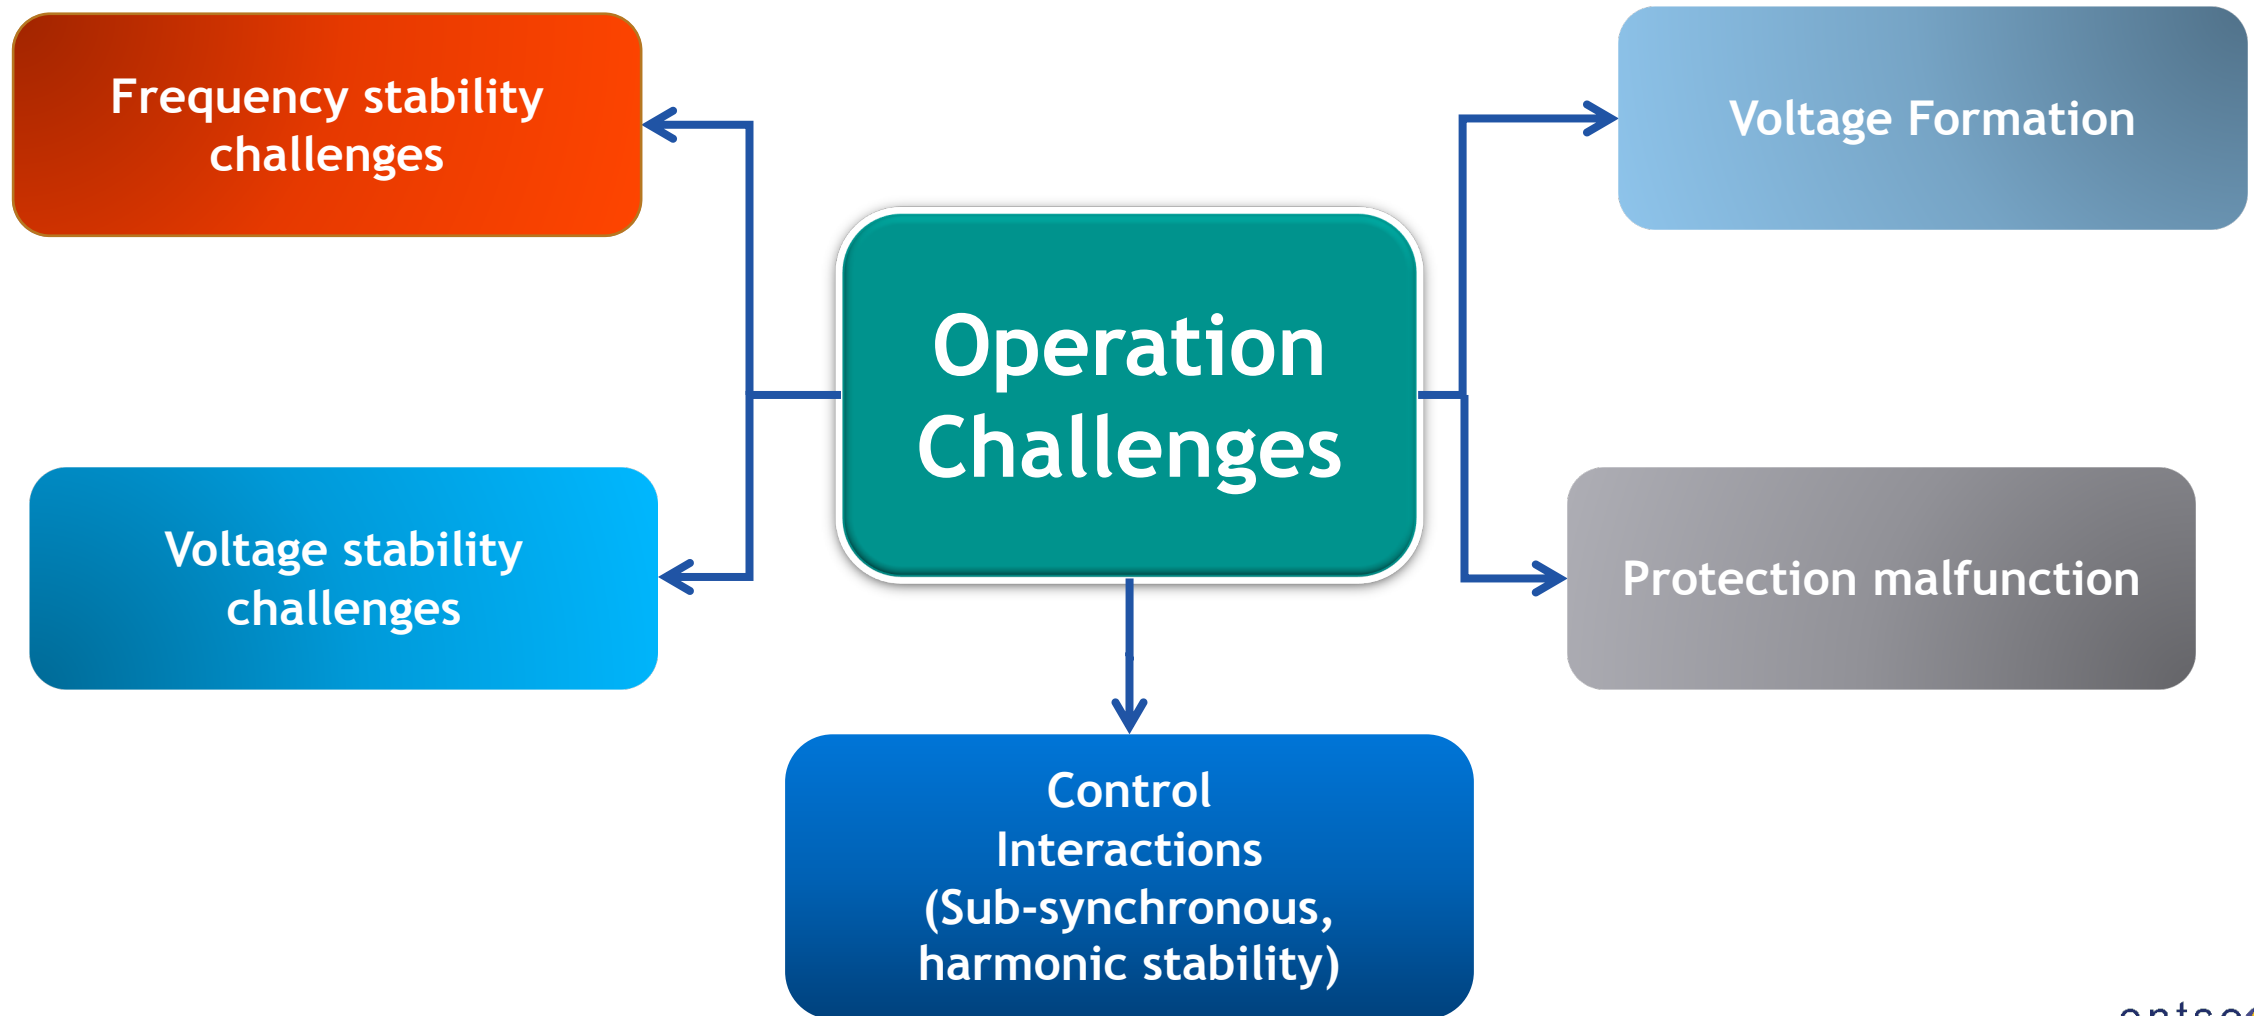 Frequency stability
challenges
Voltage Formation
Operation
Challenges
Voltage stability
challenges
Protection malfunction
Control
Interactions
(Sub-synchronous,
harmonic stability)